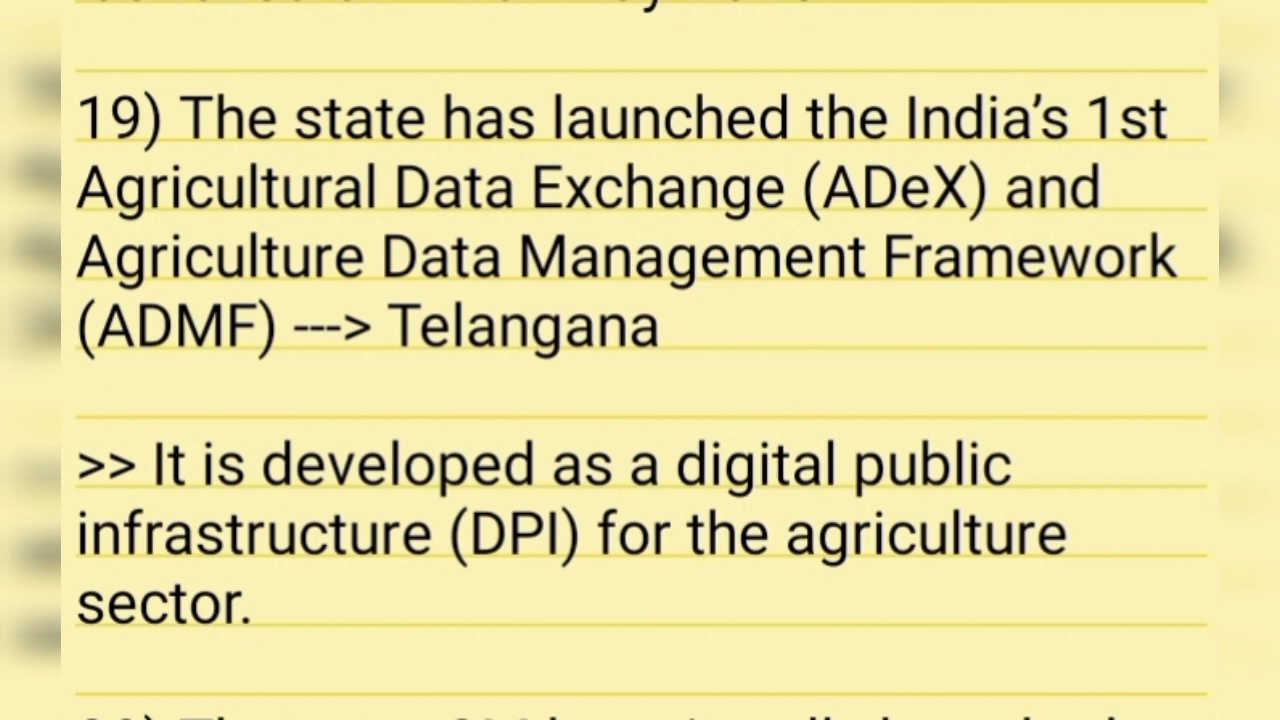 19) The state has launched the India’s 1st
Agricultural Data Exchange (ADeX) and
Agriculture Data Management Framework
(ADMF) ---> Telangana
>> It is developed as a digital public
infrastructure (DPI) for the agriculture
sector.